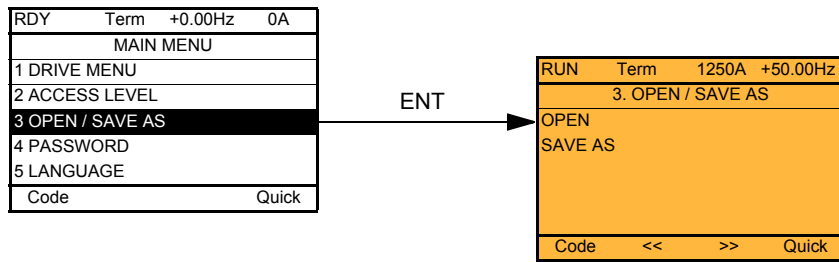 RDY Term +0.00Hz 0A
MAIN MENU
1 DRIVE MENU
2 ACCESS LEVEL
3 OPEN / SAVE AS
4 PASSWORD
5 LANGUAGE
Code Quick
ENT
RUN Term 1250A +50.00Hz
3. OPEN / SAVE AS
OPEN
SAVE AS
Code << >> Quick